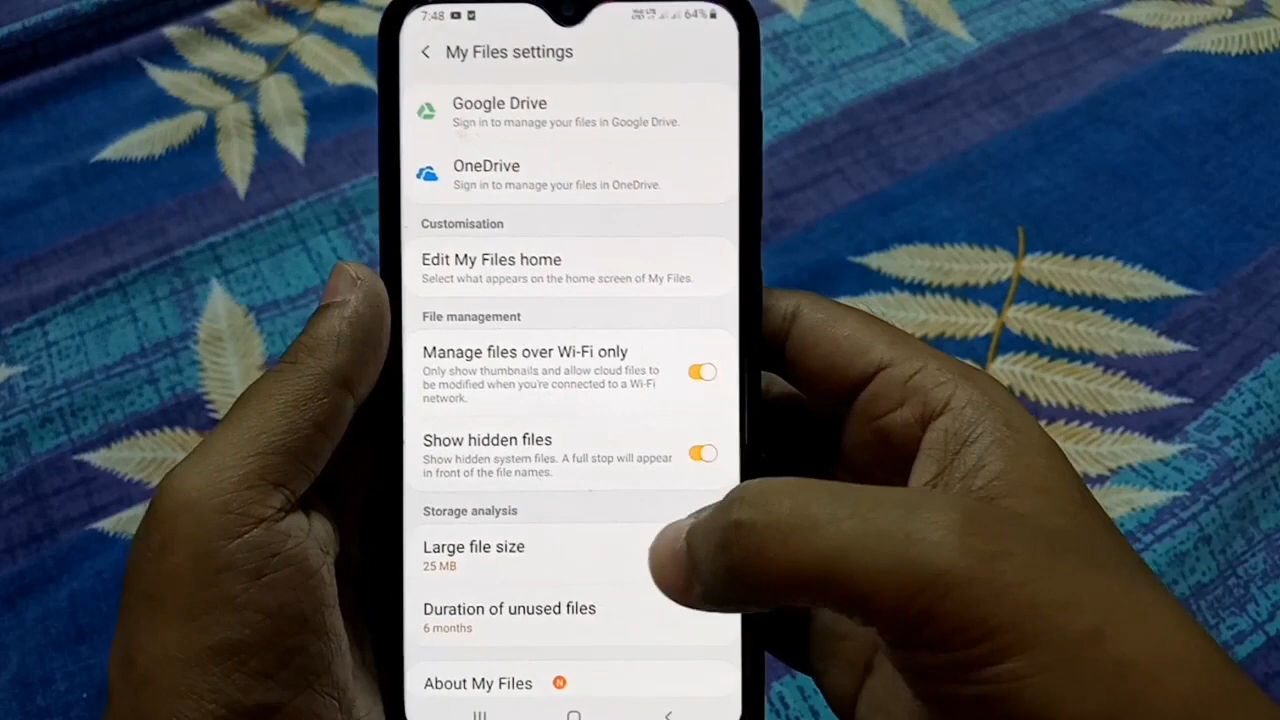 7:48 64%
My Files settings
Google Drive
Sign in to manage your files in Google Drive.
OneDrive
Sign in to manage your files in OneDrive.
Customisation
Edit My Files home
Select what appears on the home screen of My Files.
File management
Manage files over Wi-Fi only
Only show thumbnails and allow cloud files to
be modified when you're connected to a Wi-Fi
network.
Show hidden files
Show hidden system files. A full stop will appear
in front of the file names.
Storage analysis
Large file size
25 MB
Duration of unused files
6 months
About My Files N